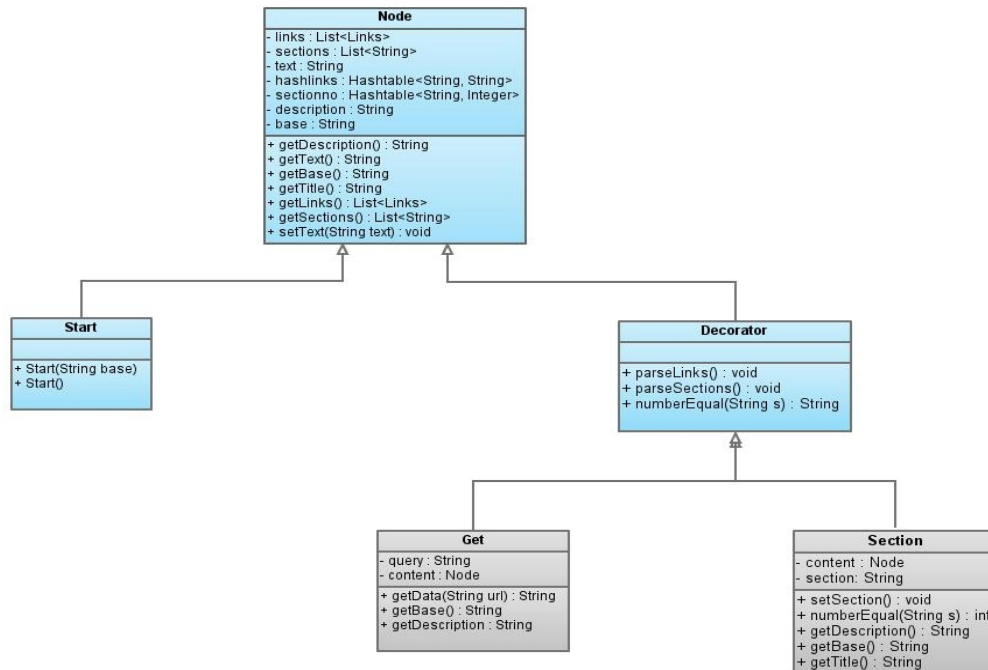 Node
- links : List<Links>
- sections : List<String>
- text : String
- hashlinks : Hashtable<String, String>
- sectionno : Hashtable<String, Integer>
- description : String
- base : String
+ getDescription() : String
+ getText() : String
+ getBase() : String
+ getTitle() : String
+ getLinks() : List<Links>
+ getSections() : List<String>
+ setText(String text) : void
Start
+ Start(String base)
+ Start()
Decorator
+ parseLinks() : void
+ parseSections() : void
+ numberEqual(String s) : String
Get
- query : String
- content : Node
+ getData(String url) : String
+ getBase() : String
+ getDescription : String
Section
- content : Node
- section: String
+ setSection() : void
+ numberEqual(String s) : int
+ getDescription() : String
+ getBase() : String
+ getTitle() : String